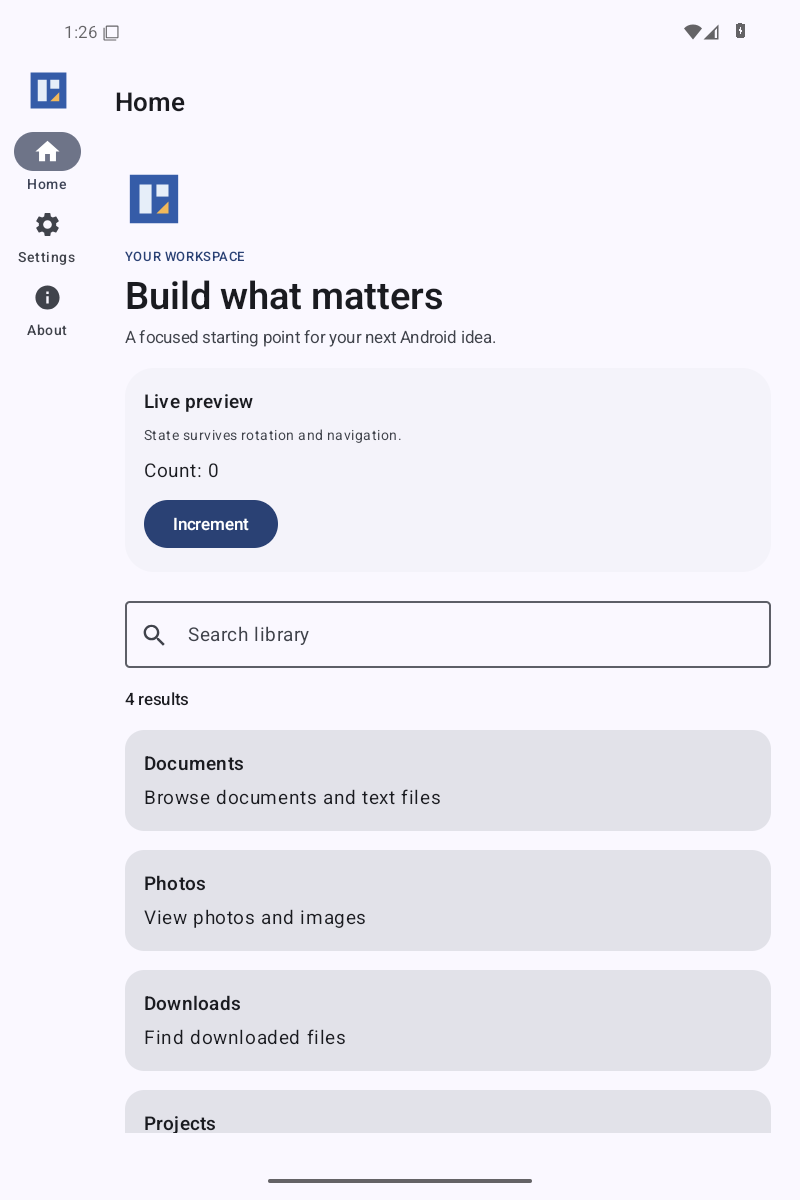 1:26
Home
Home
Settings
About
YOUR WORKSPACE
Build what matters
A focused starting point for your next Android idea.
Live preview
State survives rotation and navigation.
Count: 0
Increment
Search library
4 results
Documents
Browse documents and text files
Photos
View photos and images
Downloads
Find downloaded files
Projects